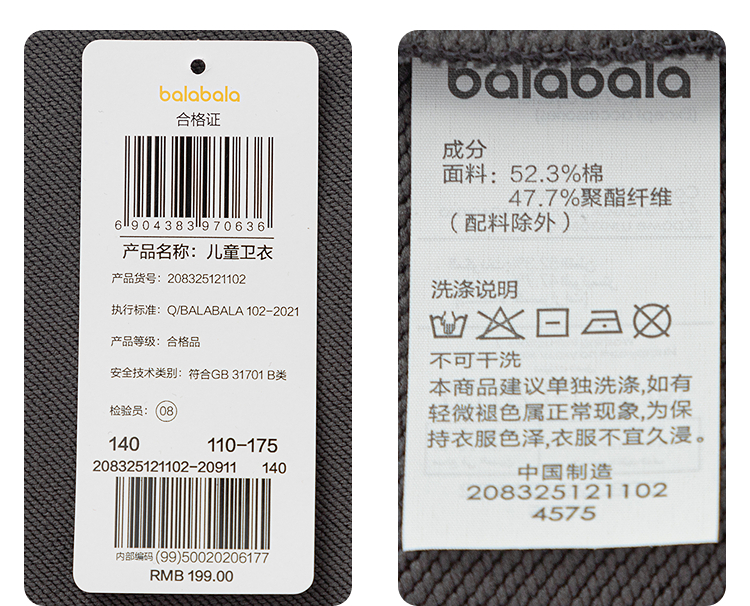 balabala
合格证
6 904383 970636
产品名称：儿童卫衣
产品货号：208325121102
执行标准：Q/BALABALA 102-2021
产品等级：合格品
安全技术类别：符合GB 31701 B类
检验员：08
140 110-175
208325121102-20911 140
内部编码 (99)50020206177
RMB 199.00
balabala
成分
面料：52.3%棉
47.7%聚酯纤维
（配料除外）
洗涤说明
不可干洗
本商品建议单独洗涤,如有
轻微褪色属正常现象,为保
持衣服色泽,衣服不宜久浸。
中国制造
208325121102
4575